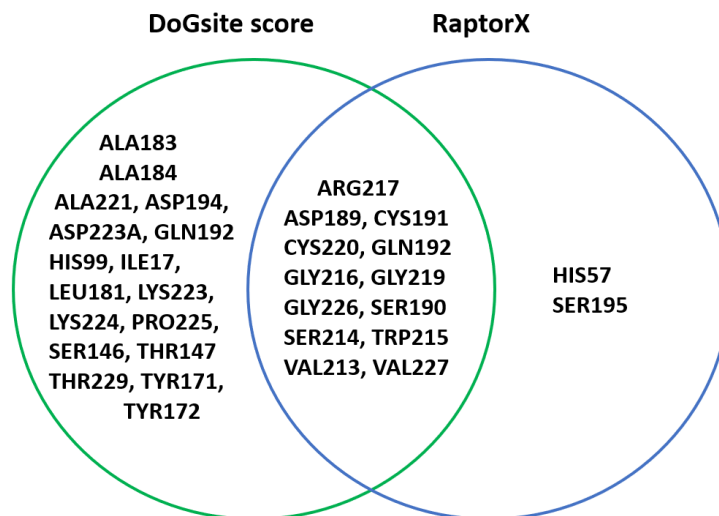 DoGsite score
RaptorX
ALA183
ALA184
ALA221, ASP194,
ASP223A, GLN192
HIS99, ILE17,
LEU181, LYS223,
LYS224, PRO225,
SER146, THR147
THR229, TYR171,
TYR172
ARG217
ASP189, CYS191
CYS220, GLN192
GLY216, GLY219
GLY226, SER190
SER214, TRP215
VAL213, VAL227
HIS57
SER195